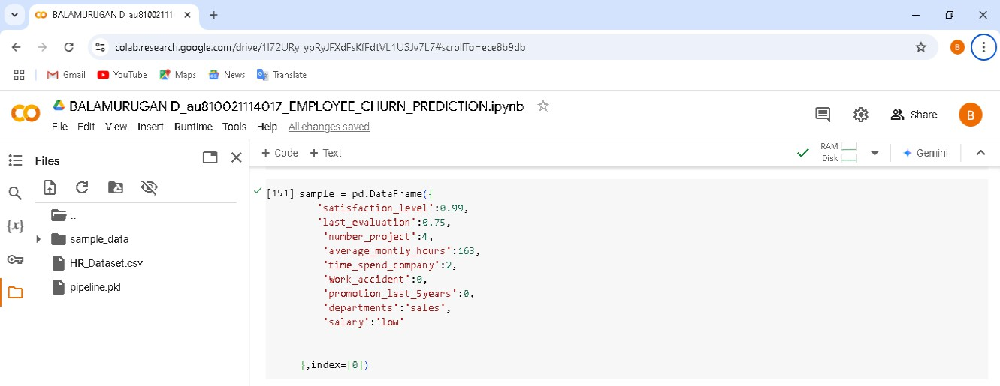 BALAMURUGAN D_au810021111
colab.research.google.com/drive/1I72URy_ypRyJFXdFsKfFdtVL1U3Jv7L7#scrollTo=ece8b9db
B
Gmail YouTube Maps News Translate
CO BALAMURUGAN D_au810021114017_EMPLOYEE_CHURN_PREDICTION.ipynb
File Edit View Insert Runtime Tools Help All changes saved
Share
B
Files
+ Code + Text
RAM
Disk
Gemini
{x}
..
sample_data
HR_Dataset.csv
pipeline.pkl
[151] sample = pd.DataFrame({
'satisfaction_level':0.99,
'last_evaluation':0.75,
'number_project':4,
'average_montly_hours':163,
'time_spend_company':2,
'Work_accident':0,
'promotion_last_5years':0,
'departments':'sales',
'salary':'low'
},index=[0])